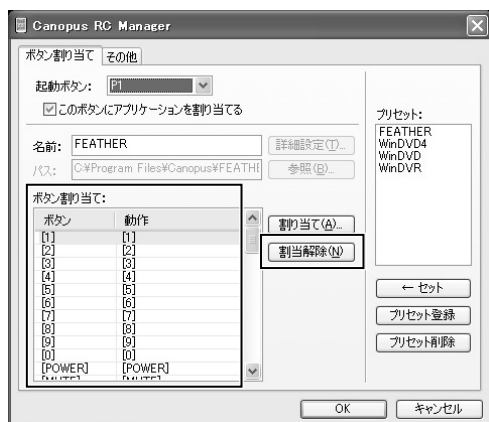 Canopus RC Manager
ボタン割り当て その他
起動ボタン: P1
このボタンにアプリケーションを割り当てる
名前: FEATHER 詳細設定(T)...
パス: C:¥Program Files¥Canopus¥FEATHE 参照(B)...
ボタン割り当て:
ボタン 動作
[1] [1]
[2] [2]
[3] [3]
[4] [4]
[5] [5]
[6] [6]
[7] [7]
[8] [8]
[9] [9]
[0] [0]
[POWER] [POWER]
[MUTE] [MUTE]
割り当て(A)...
割当解除(N)
プリセット:
FEATHER
WinDVD4
WinDVD
WinDVR
← セット
プリセット登録
プリセット削除
OK キャンセル